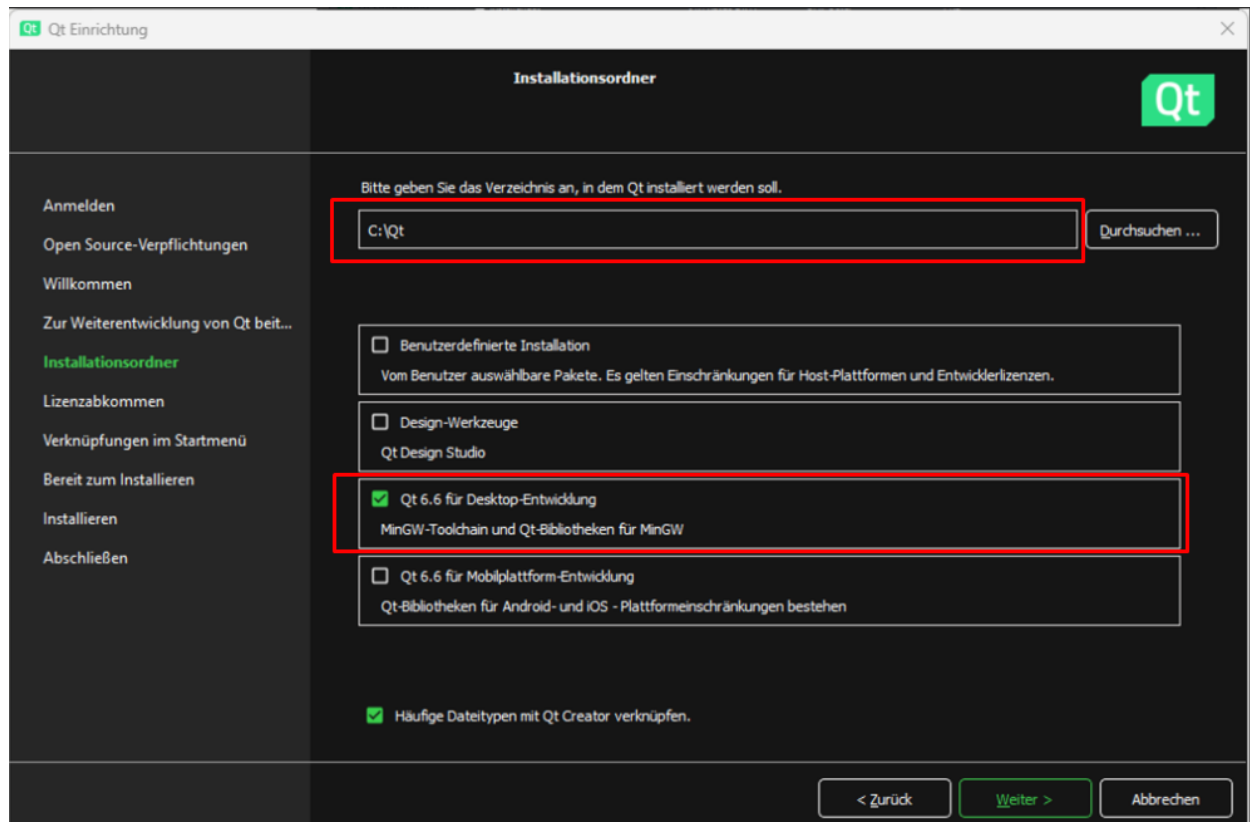 Qt Qt Einrichtung
Installationsordner
Qt
Anmelden
Open Source-Verpflichtungen
Willkommen
Zur Weiterentwicklung von Qt beit...
Installationsordner
Lizenzabkommen
Verknüpfungen im Startmenü
Bereit zum Installieren
Installieren
Abschließen
Bitte geben Sie das Verzeichnis an, in dem Qt installiert werden soll.
C:\Qt
Durchsuchen ...
Benutzerdefinierte Installation
Vom Benutzer auswählbare Pakete. Es gelten Einschränkungen für Host-Plattformen und Entwicklerlizenzen.
Design-Werkzeuge
Qt Design Studio
Qt 6.6 für Desktop-Entwicklung
MinGW-Toolchain und Qt-Bibliotheken für MinGW
Qt 6.6 für Mobilplattform-Entwicklung
Qt-Bibliotheken für Android- und iOS - Plattformeinschränkungen bestehen
Häufige Dateitypen mit Qt Creator verknüpfen.
< Zurück
Weiter >
Abbrechen